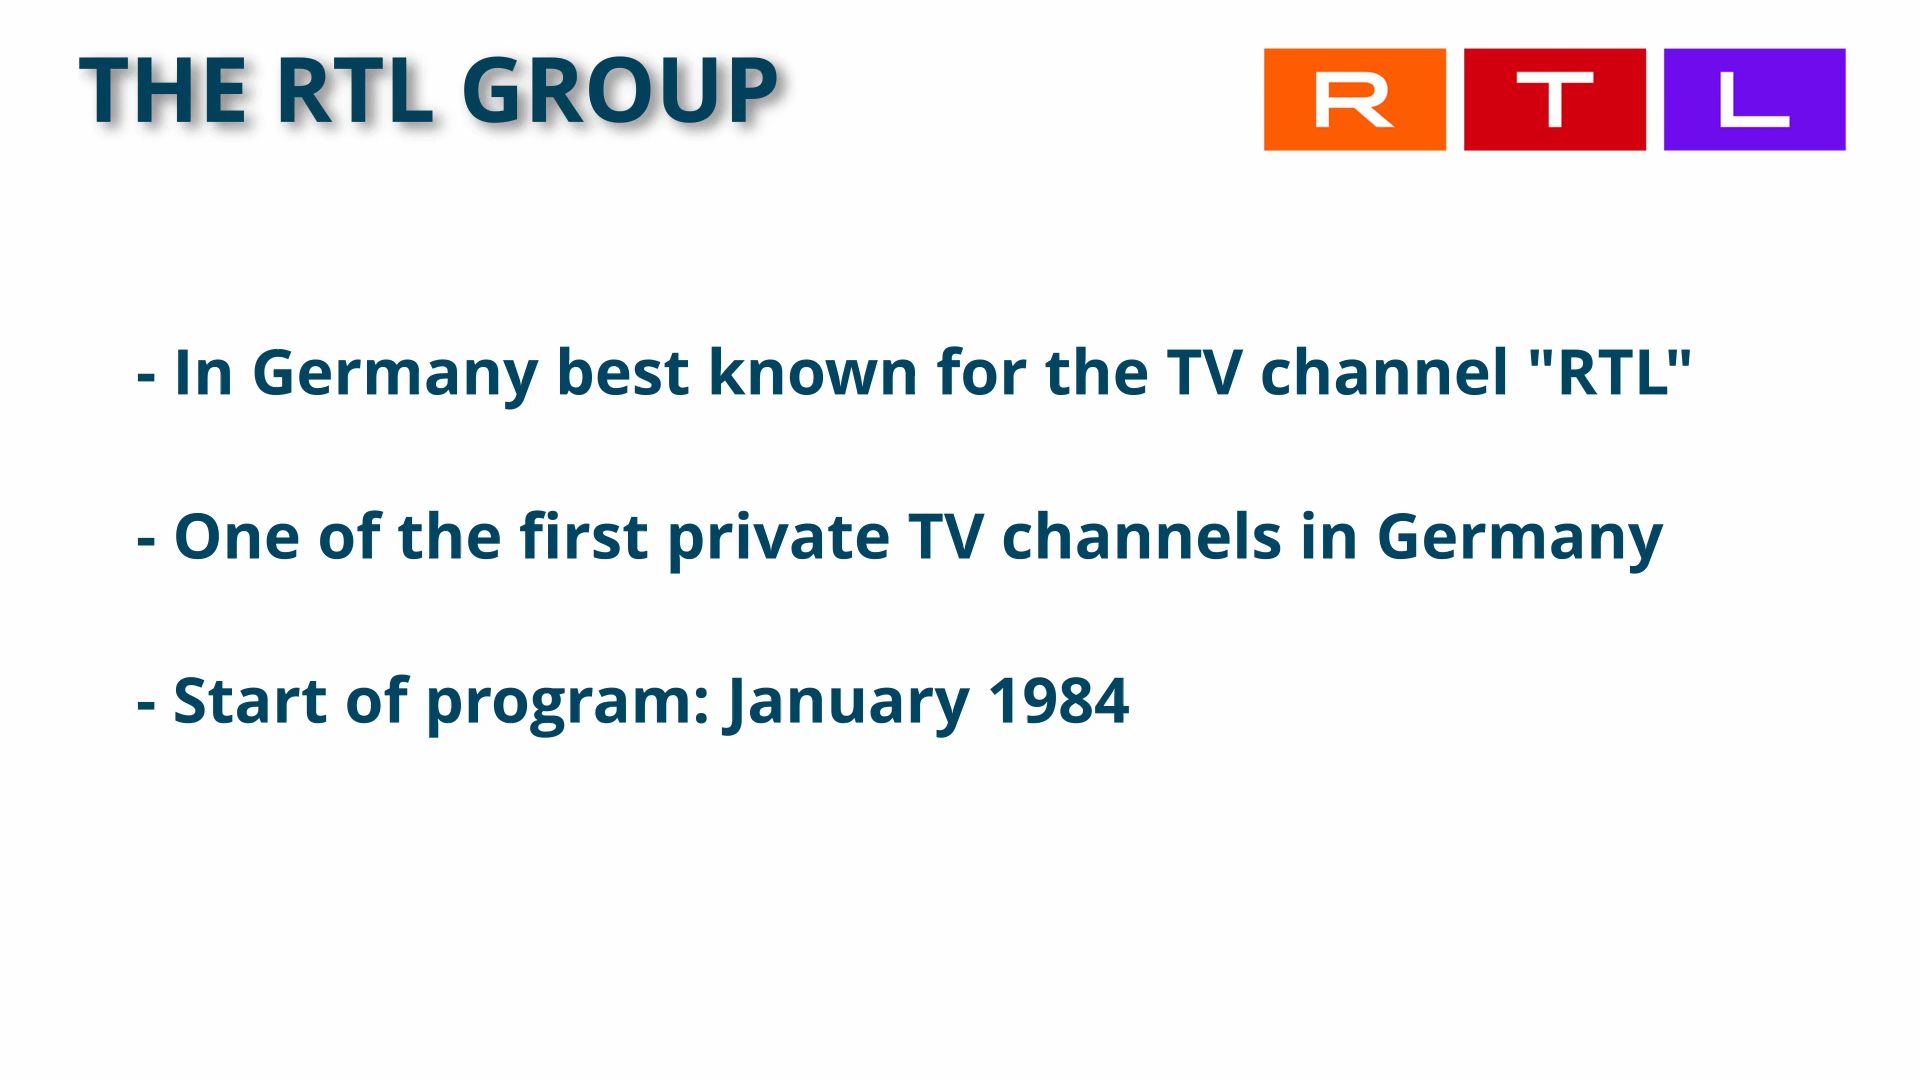 THE RTL GROUP
R T L
- In Germany best known for the TV channel "RTL"
- One of the first private TV channels in Germany
- Start of program: January 1984